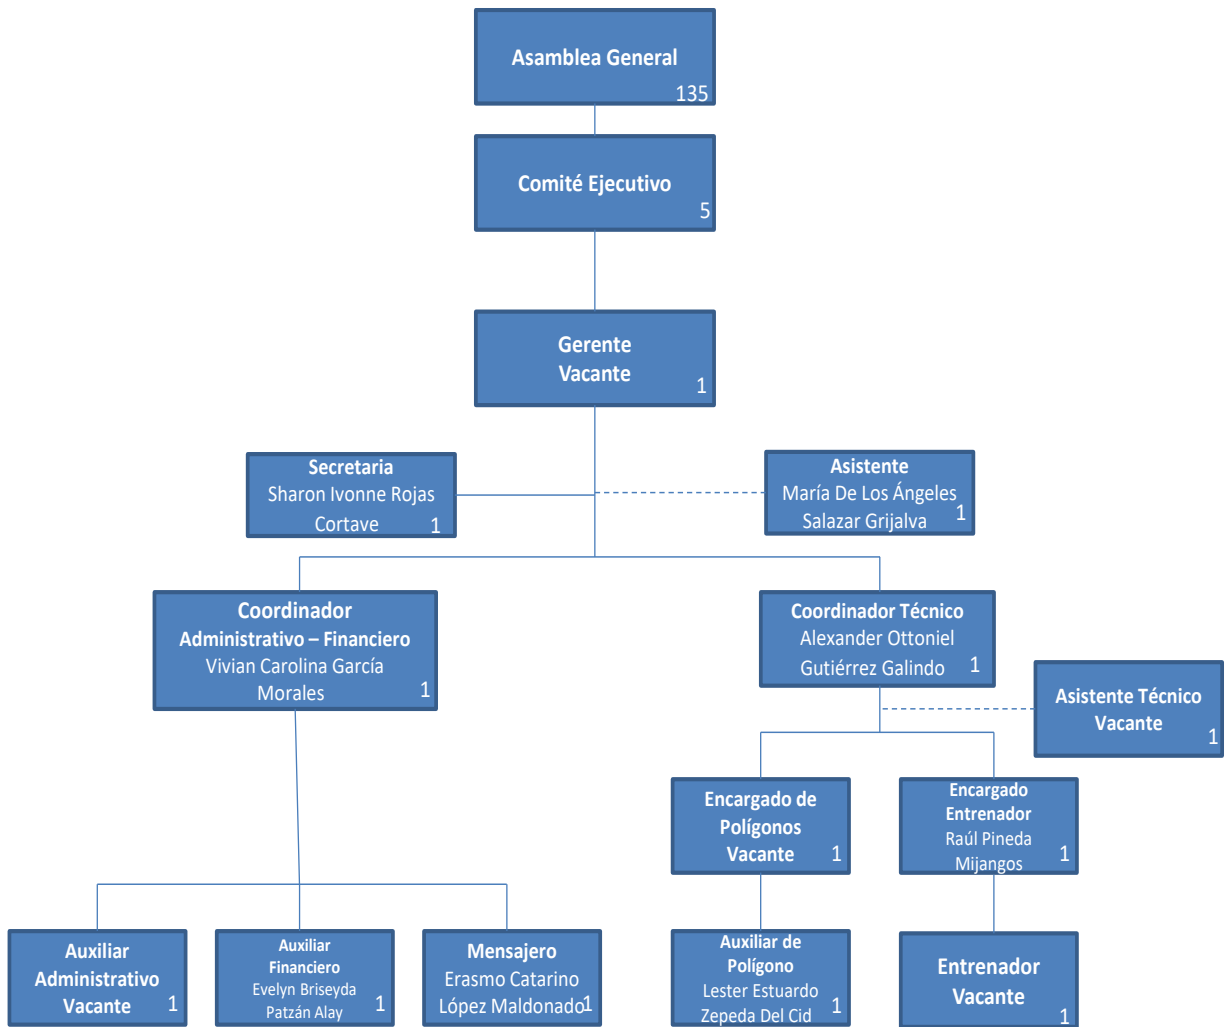 Asamblea General
135
Comité Ejecutivo
5
Gerente
Vacante
1
Secretaria
Sharon Ivonne Rojas
Cortave
1
Asistente
María De Los Ángeles
Salazar Grijalva
1
Coordinador
Administrativo – Financiero
Vivian Carolina García
Morales
1
Coordinador Técnico
Alexander Ottoniel
Gutiérrez Galindo
1
Asistente Técnico
Vacante
1
Encargado de
Polígonos
Vacante
1
Encargado
Entrenador
Raúl Pineda
Mijangos
1
Auxiliar
Administrativo
Vacante
1
Auxiliar
Financiero
Evelyn Briseyda
Patzán Alay
1
Mensajero
Erasmo Catarino
López Maldonado
1
Auxiliar de
Polígono
Lester Estuardo
Zepeda Del Cid
1
Entrenador
Vacante
1